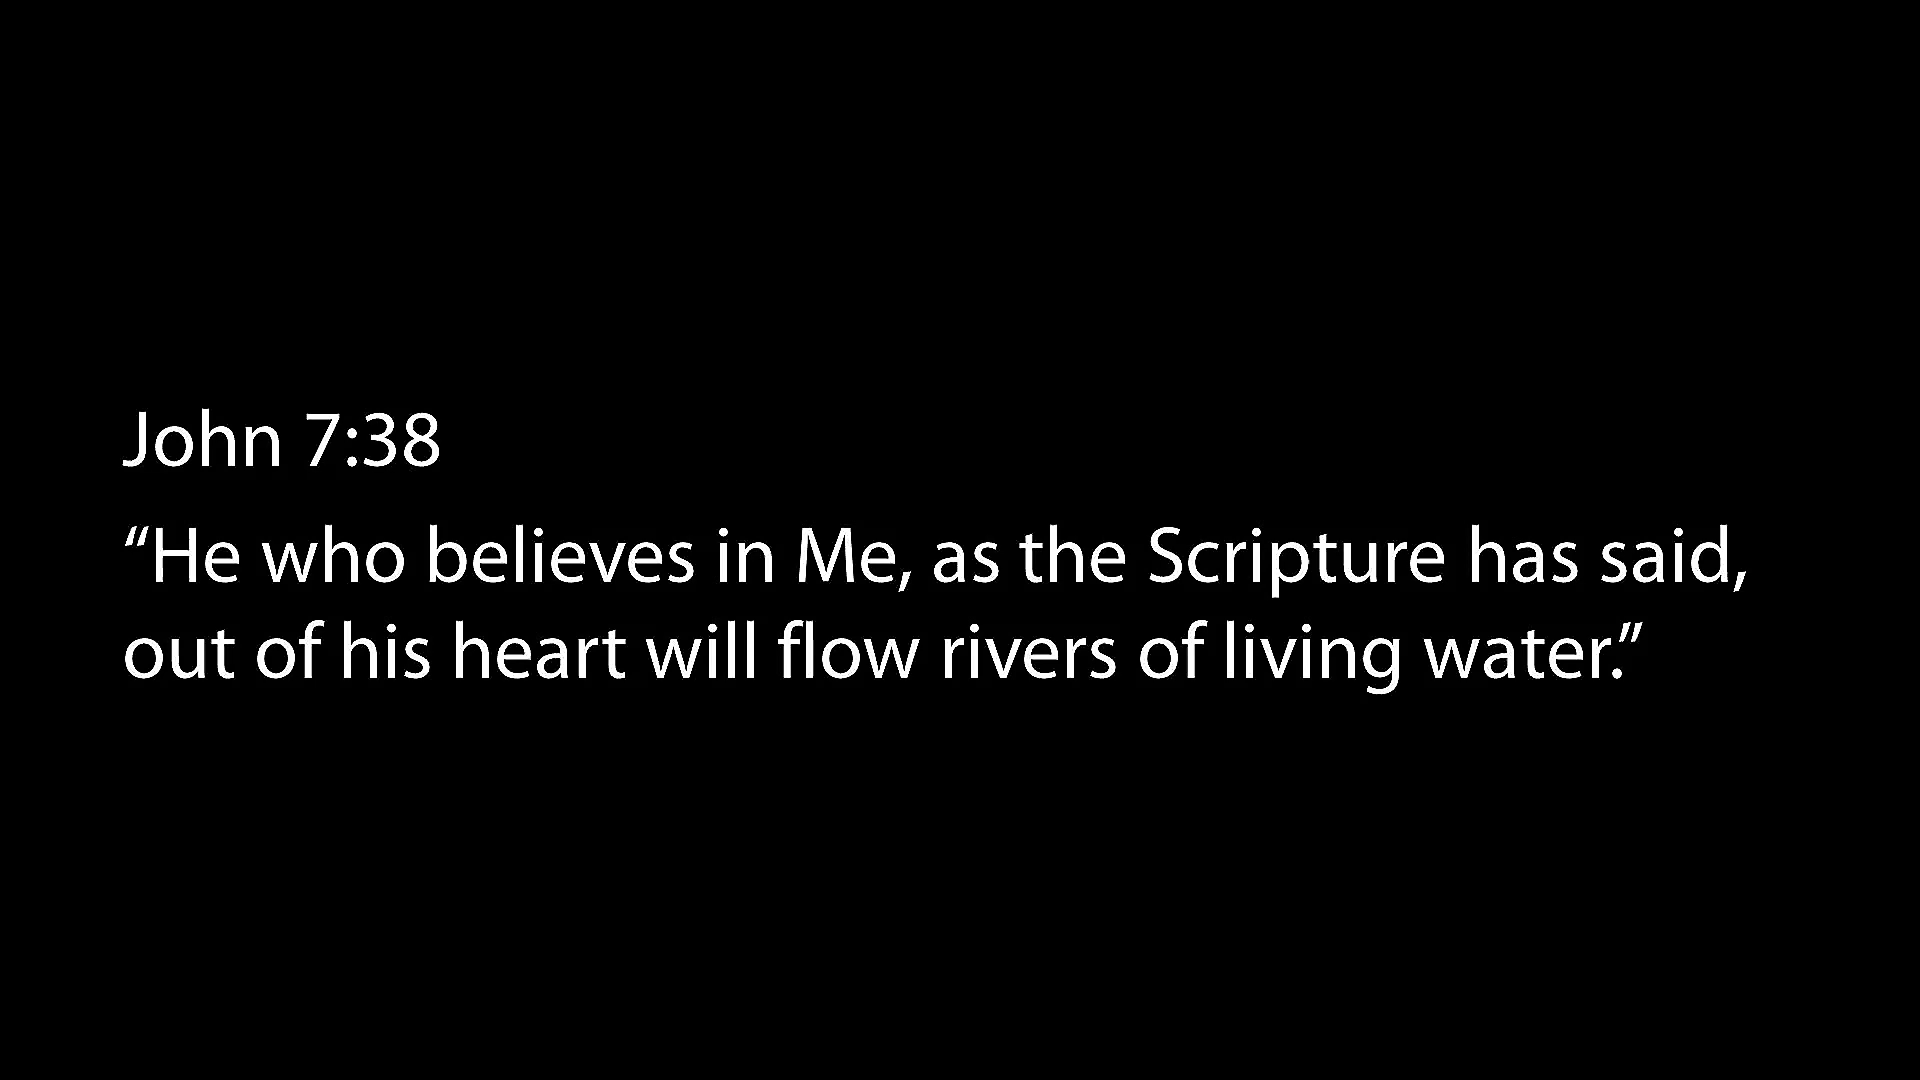 John 7:38
“He who believes in Me, as the Scripture has said,
out of his heart will flow rivers of living water.”